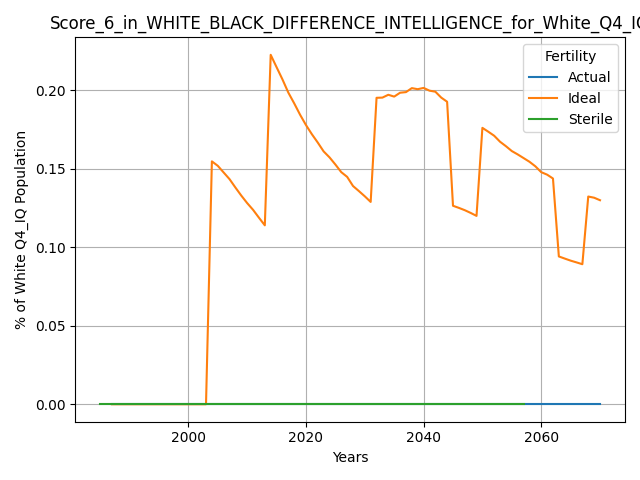 Score_6_in_WHITE_BLACK_DIFFERENCE_INTELLIGENCE_for_White_Q4_IQ
Fertility
Actual
Ideal
Sterile
% of White Q4_IQ Population
0.20
0.15
0.10
0.05
0.00
2000 2020 2040 2060
Years